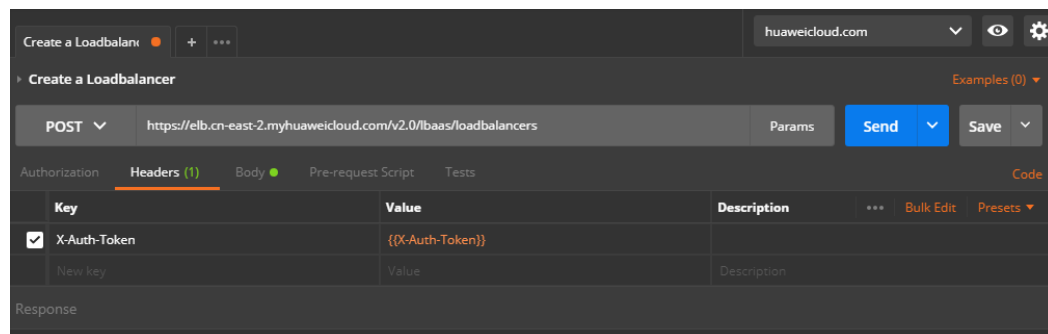 huaweicloud.com
Create a Loadbalan
+ •••
Create a Loadbalancer Examples (0)
POST https://elb.cn-east-2.myhuaweicloud.com/v2.0/lbaas/loadbalancers Params Send Save
Authorization Headers (1) Body Pre-request Script Tests Code
Key Value Description ••• Bulk Edit Presets
X-Auth-Token {{X-Auth-Token}}
New key Value Description
Response